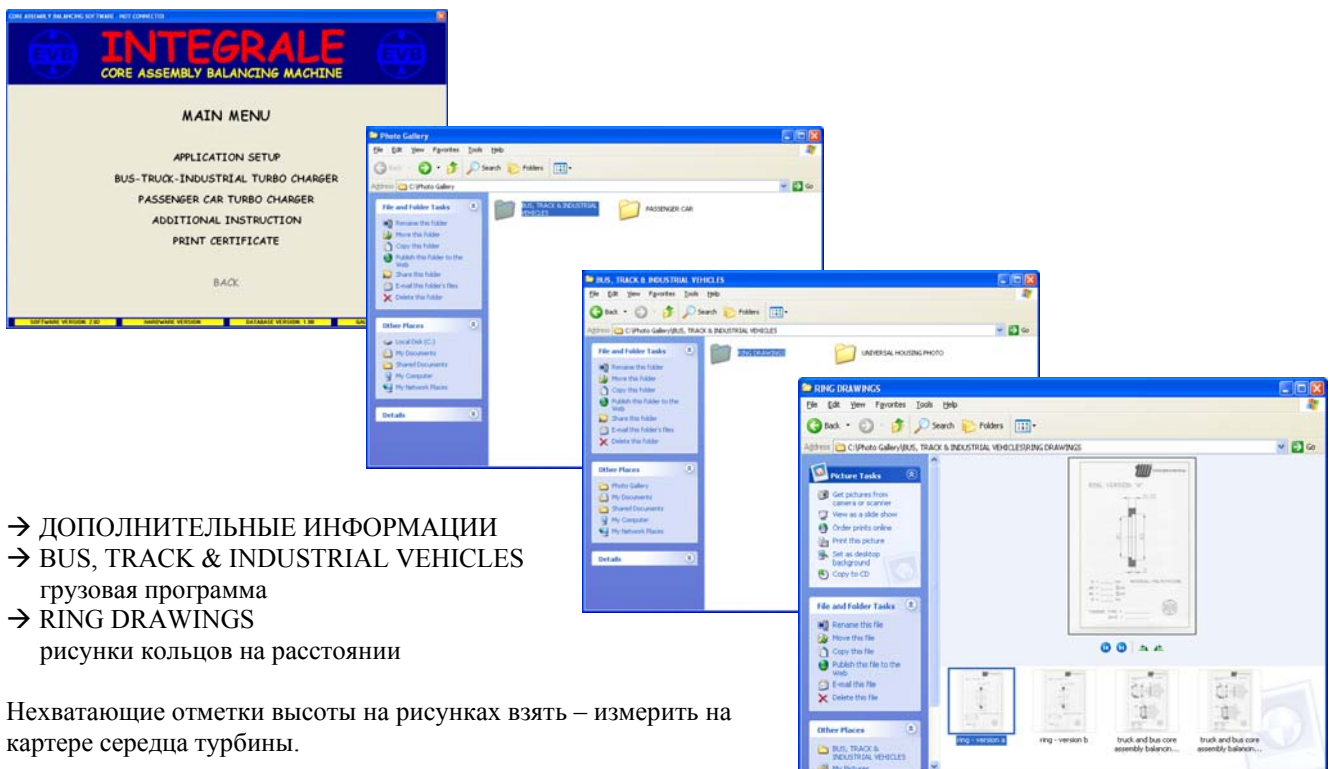 CORE ASSEMBLY BALANCING SOFTWARE - NOT CONNECTED
EVB
INTEGRALE
EVB
CORE ASSEMBLY BALANCING MACHINE
MAIN MENU
APPLICATION SETUP
BUS-TRUCK-INDUSTRIAL TURBO CHARGER
PASSENGER CAR TURBO CHARGER
ADDITIONAL INSTRUCTION
PRINT CERTIFICATE
BACK
SOFTWARE VERSION 2.02 HARDWARE VERSION DATABASE VERSION
Photo Gallery
File Edit View Favorites Tools Help
Back Search Folders
Address C:\Photo Gallery Go
File and Folder Tasks
Rename this folder
Move this folder
Copy this folder
Publish this folder to the
Web
Share this folder
E-mail this folder's files
Delete this folder
Other Places
Local Disk (C:)
My Documents
Shared Documents
My Computer
My Network Places
Details
BUS, TRACK & INDUSTRIAL
VEHICLES
PASSENGER CAR
BUS, TRACK & INDUSTRIAL VEHICLES
File Edit View Favorites Tools Help
Back Search Folders
Address C:\Photo Gallery\BUS, TRACK & INDUSTRIAL VEHICLES Go
File and Folder Tasks
Rename this folder
Move this folder
Copy this folder
Publish this folder to the
Web
Share this folder
E-mail this folder's files
Delete this folder
Other Places
Photo Gallery
My Documents
Shared Documents
My Computer
My Network Places
Details
RING DRAWINGS
UNIVERSAL HOUSING PHOTO
RING DRAWINGS
File Edit View Favorites Tools Help
Back Search Folders
Address C:\Photo Gallery\BUS, TRACK & INDUSTRIAL VEHICLES\RING DRAWINGS Go
Picture Tasks
Get pictures from
camera or scanner
View as a slide show
Order prints online
Print this picture
Set as desktop
background
Copy to CD
File and Folder Tasks
Rename this file
Move this file
Copy this file
Publish this file to the
Web
E-mail this file
Delete this file
Other Places
BUS, TRACK &
INDUSTRIAL VEHICLES
My Pictures
RING VERSION "A"
ring - version a
ring - version b
truck and bus core
assembly balancin...
truck and bus core
assembly balancin...
→ ДОПОЛНИТЕЛЬНЫЕ ИНФОРМАЦИИ
→ BUS, TRACK & INDUSTRIAL VEHICLES
грузовая программа
→ RING DRAWINGS
рисунки кольцов на расстоянии
Нехватающие отметки высоты на рисунках взять – измерить на
картере середца турбины.